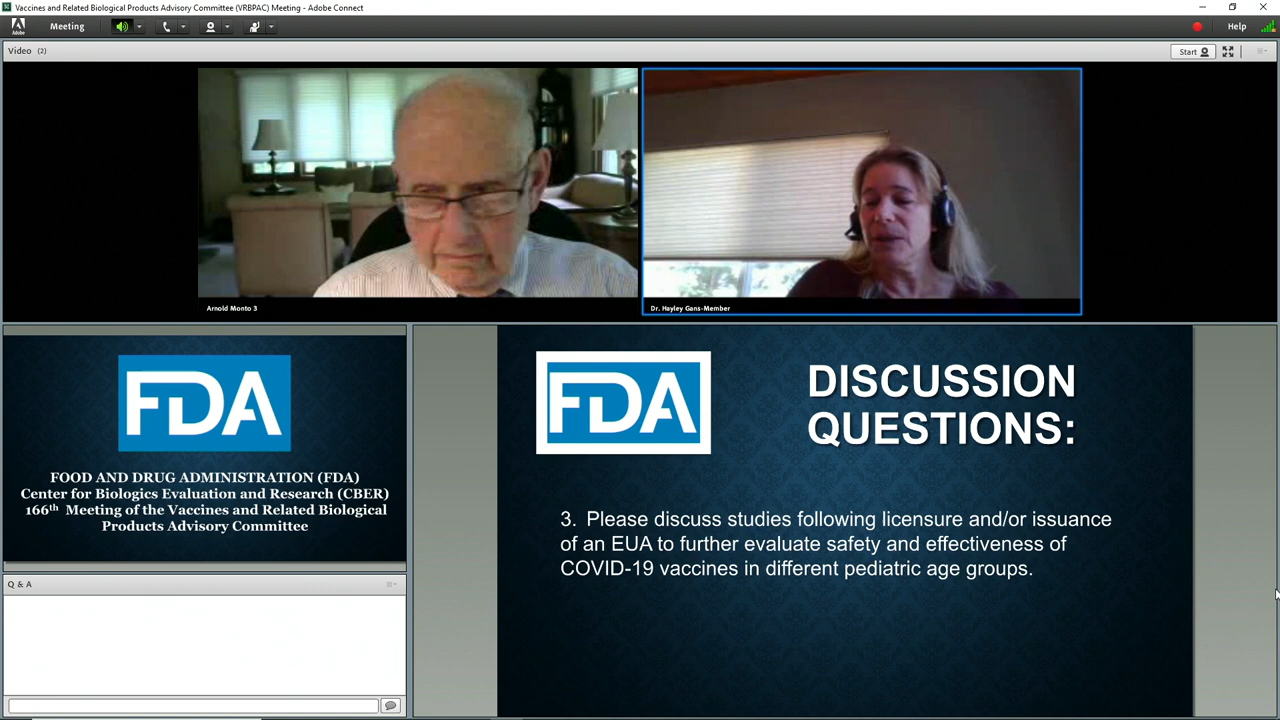 Vaccines and Related Biological Products Advisory Committee (VRBPAC) Meeting - Adobe Connect
Adobe
Meeting
Help
Video (2)
Start
Arnold Monto 3
Dr. Hayley Gans-Member
FDA
FOOD AND DRUG ADMINISTRATION (FDA)
Center for Biologics Evaluation and Research (CBER)
166th Meeting of the Vaccines and Related Biological
Products Advisory Committee
Q & A
FDA
DISCUSSION
QUESTIONS:
3. Please discuss studies following licensure and/or issuance
of an EUA to further evaluate safety and effectiveness of
COVID-19 vaccines in different pediatric age groups.